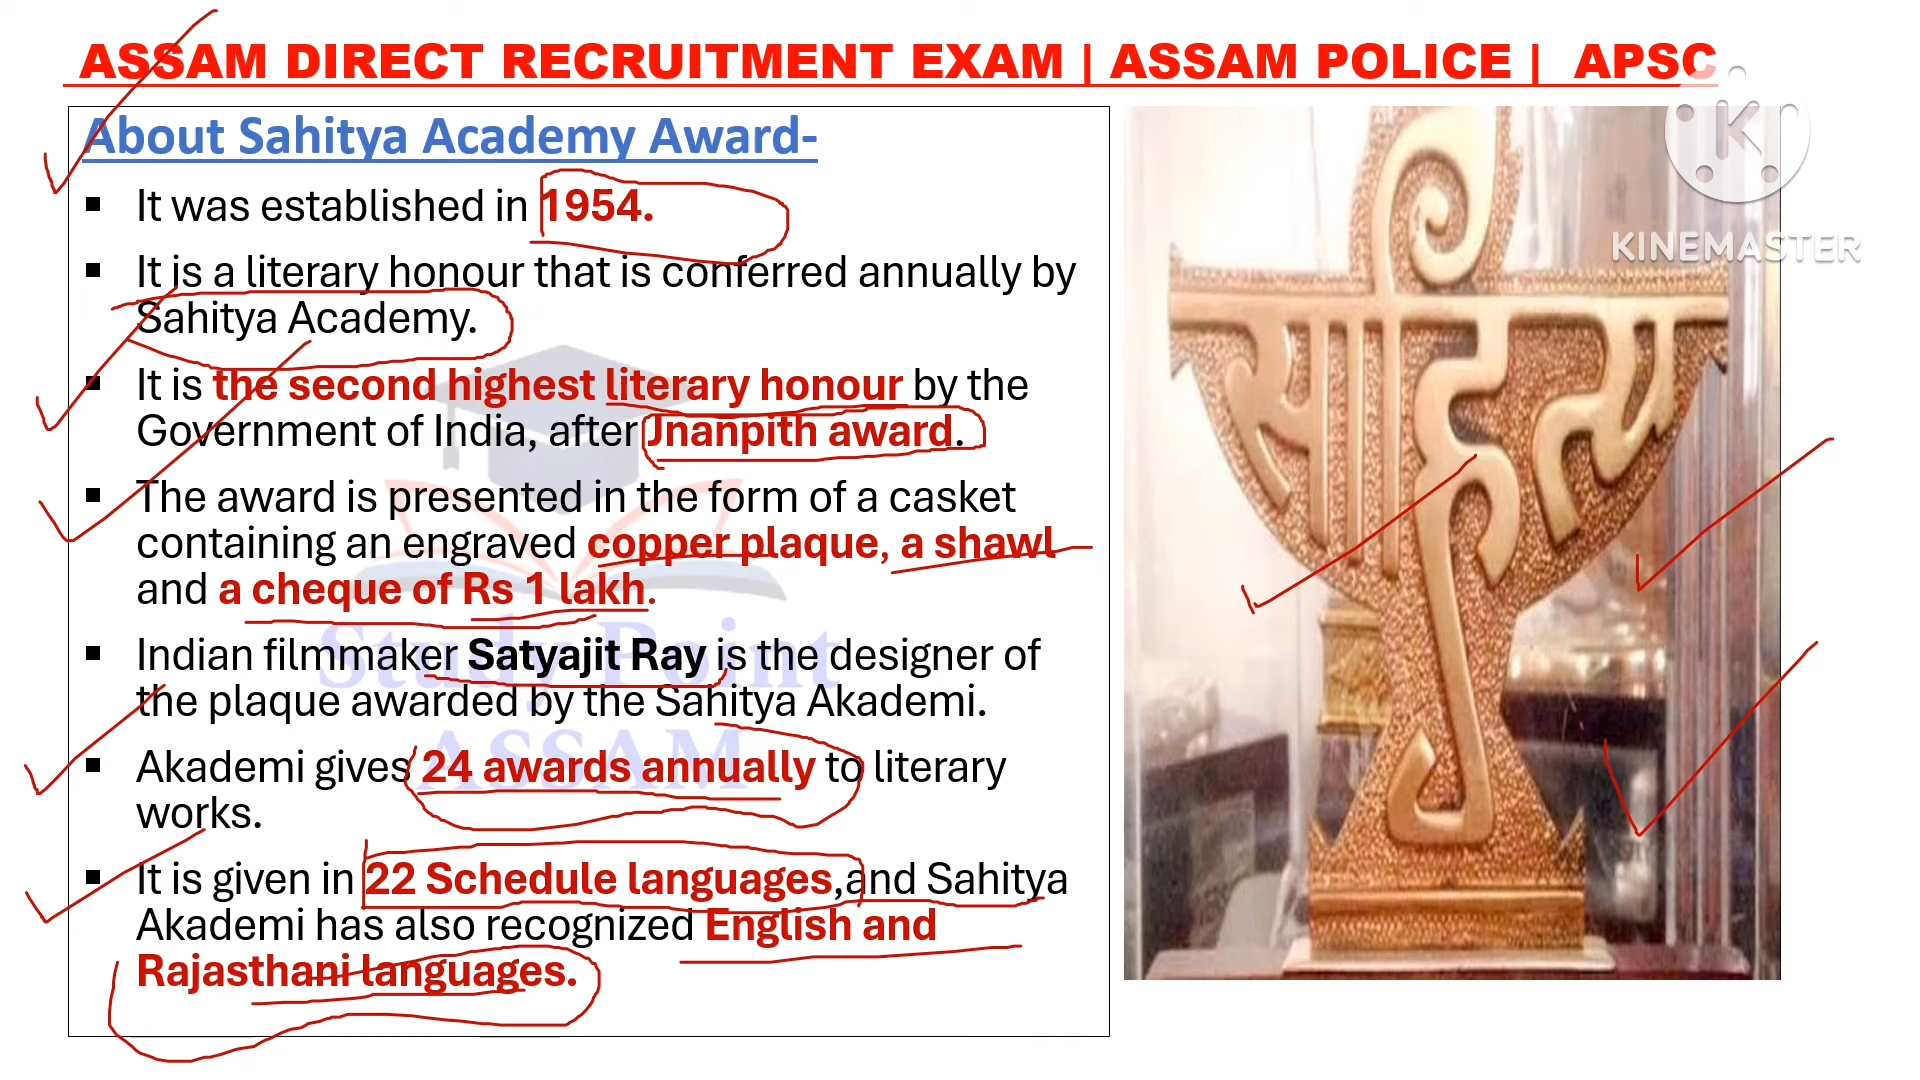 ASSAM DIRECT RECRUITMENT EXAM | ASSAM POLICE | APSC
About Sahitya Academy Award-
▪ It was established in 1954.
▪ It is a literary honour that is conferred annually by
Sahitya Academy.
▪ It is the second highest literary honour by the
Government of India, after Jnanpith award.
▪ The award is presented in the form of a casket
containing an engraved copper plaque, a shawl
and a cheque of Rs 1 lakh.
▪ Indian filmmaker Satyajit Ray is the designer of
the plaque awarded by the Sahitya Akademi.
▪ Akademi gives 24 awards annually to literary
works.
▪ It is given in 22 Schedule languages,and Sahitya
Akademi has also recognized English and
Rajasthani languages.
Study Point
ASSAM
K
KINEMASTER
साहित्य